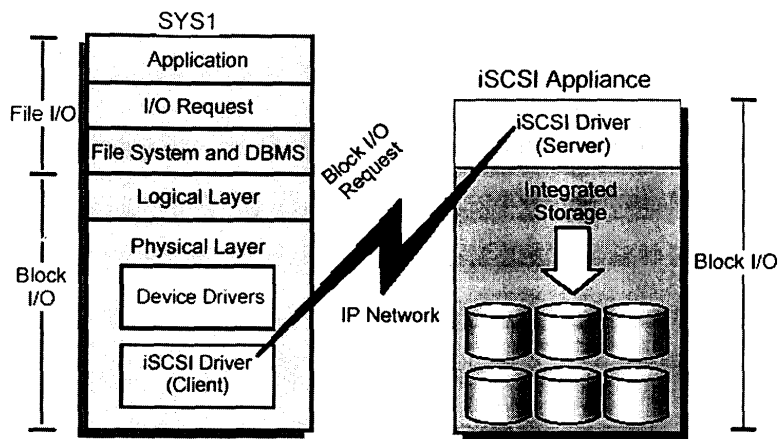 SYS1
Application
I/O Request
File System and DBMS
Logical Layer
Physical Layer
Device Drivers
iSCSI Driver
(Client)
File I/O
Block
I/O
Block I/O
Request
IP Network
iSCSI Appliance
iSCSI Driver
(Server)
Integrated
Storage
Block I/O